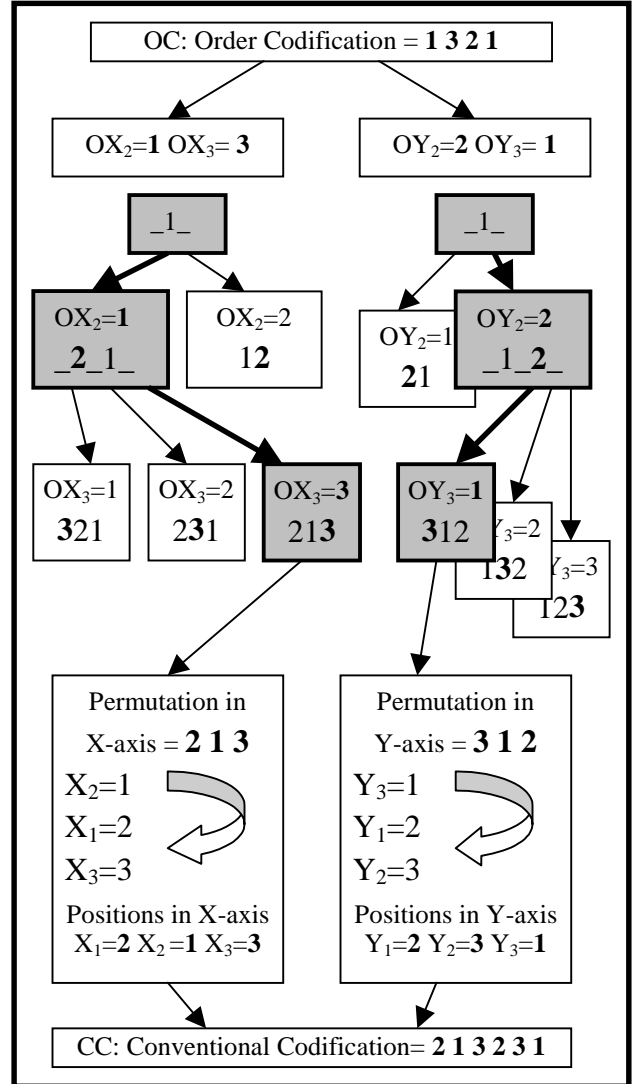 OC: Order Codification = 1 3 2 1
OX2=1 OX3= 3
OY2=2 OY3= 1
_1_
_1_
OX2=1
_2_1_
OX2=2
12
OY2=1
21
OY2=2
_1_2_
OX3=1
321
OX3=2
231
OX3=3
213
OY3=1
312
Y3=2
132
Y3=3
123
Permutation in
X-axis = 2 1 3
X2=1
X1=2
X3=3
Positions in X-axis
X1=2 X2=1 X3=3
Permutation in
Y-axis = 3 1 2
Y3=1
Y1=2
Y2=3
Positions in Y-axis
Y1=2 Y2=3 Y3=1
CC: Conventional Codification= 2 1 3 2 3 1